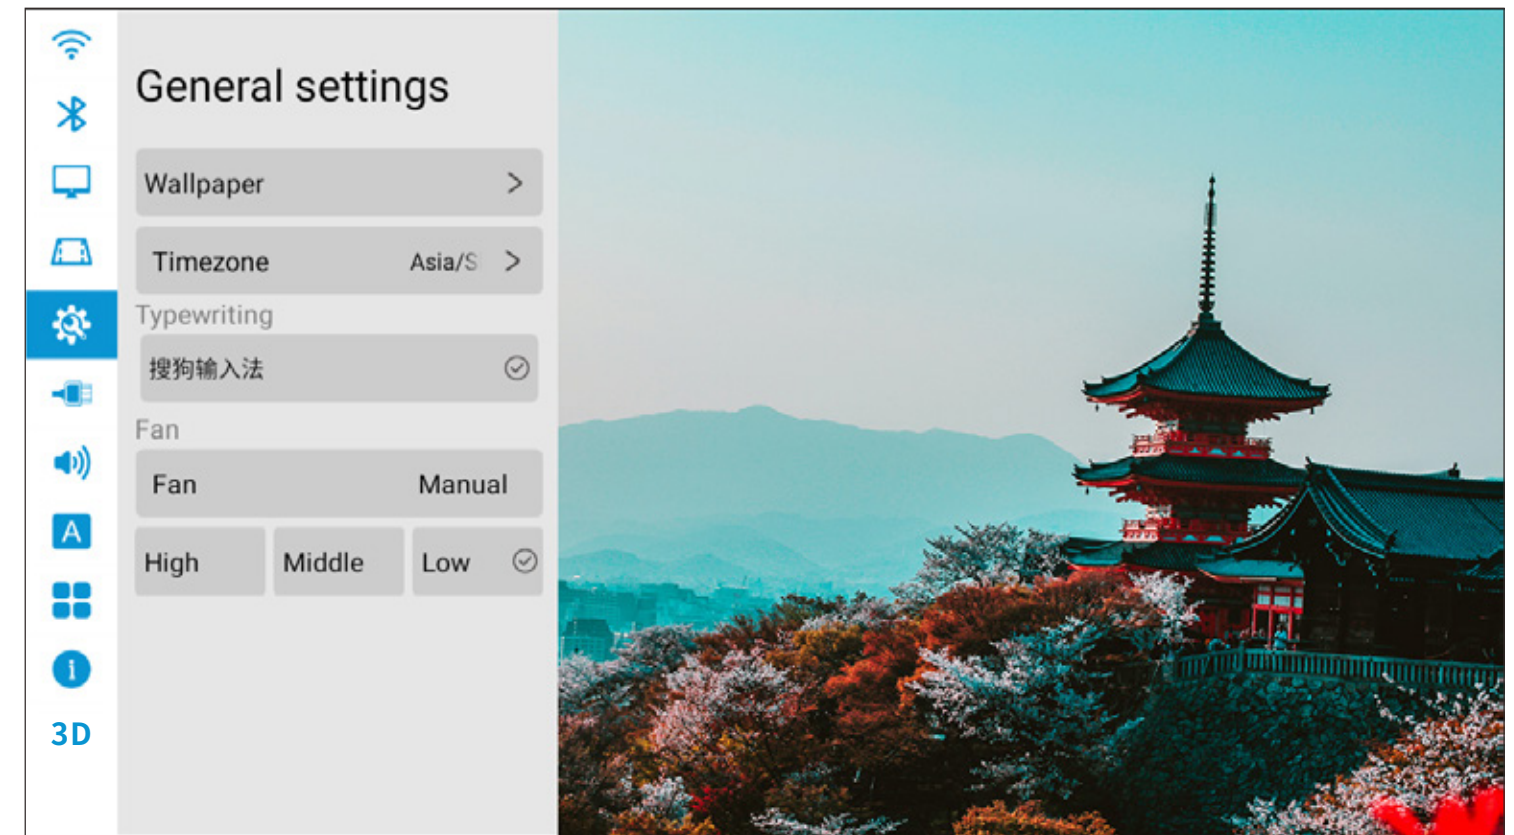 General settings
Wallpaper
Timezone Asia/S
Typewriting
搜狗输入法
Fan
Fan Manual
High Middle Low
A
i
3D